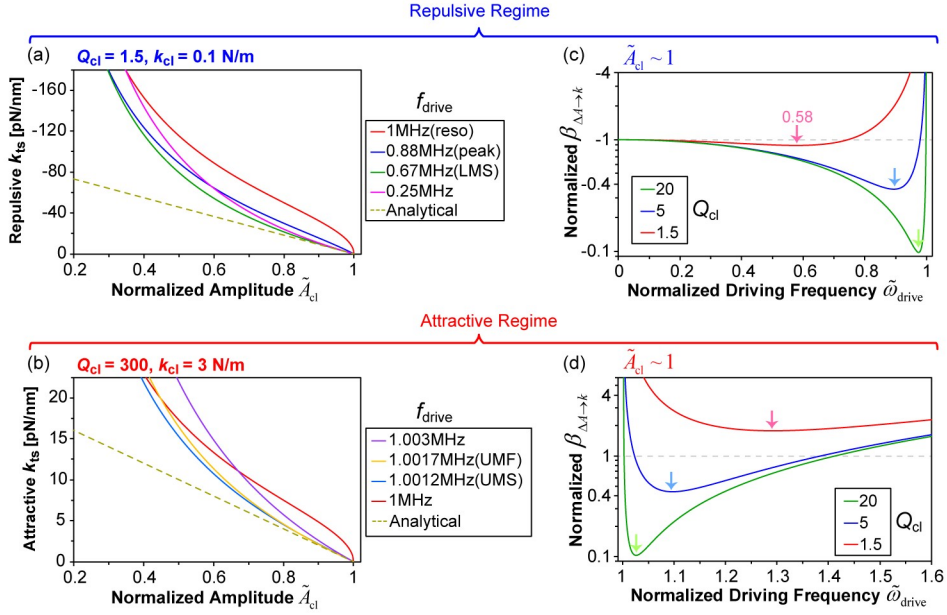 Repulsive Regime
(a)
Q_cl = 1.5, k_cl = 0.1 N/m
Repulsive k_ts [pN/nm]
-160
-120
-80
-40
0
0.2
0.4
0.6
0.8
1
Normalized Amplitude Ã_cl
f_drive
1MHz(reso)
0.88MHz(peak)
0.67MHz(LMS)
0.25MHz
Analytical
(c)
Ã_cl ~ 1
Normalized β_ΔA→k
-4
-1
-0.4
-0.1
0.58
20
5
1.5
Q_cl
0
0.2
0.4
0.6
0.8
1
Normalized Driving Frequency ω̃_drive
Attractive Regime
(b)
Q_cl = 300, k_cl = 3 N/m
Attractive k_ts [pN/nm]
20
15
10
5
0
0.2
0.4
0.6
0.8
1
Normalized Amplitude Ã_cl
f_drive
1.003MHz
1.0017MHz(UMF)
1.0012MHz(UMS)
1MHz
Analytical
(d)
Ã_cl ~ 1
Normalized β_ΔA→k
4
1
0.4
0.1
20
5
1.5
Q_cl
1
1.1
1.2
1.3
1.4
1.5
1.6
Normalized Driving Frequency ω̃_drive